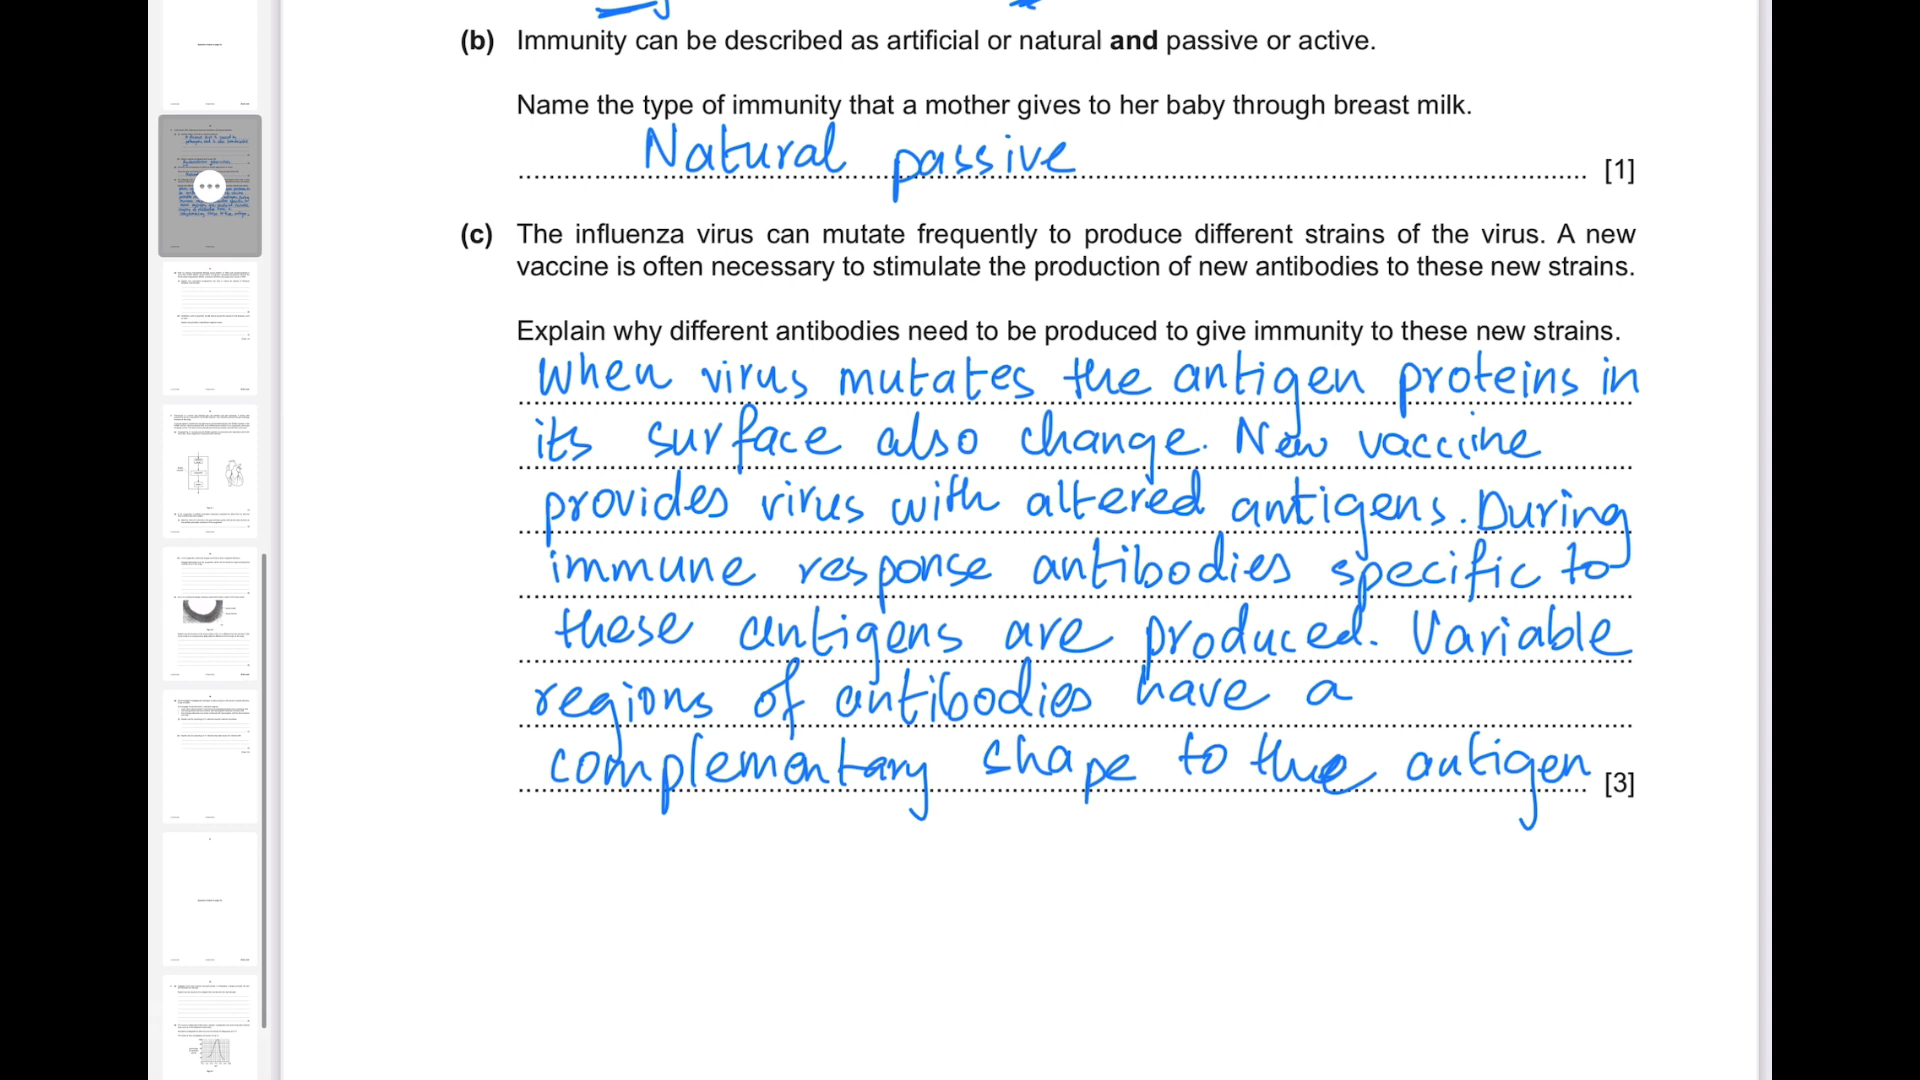 (b) Immunity can be described as artificial or natural and passive or active.
Name the type of immunity that a mother gives to her baby through breast milk.
Natural passive
[1]
(c) The influenza virus can mutate frequently to produce different strains of the virus. A new
vaccine is often necessary to stimulate the production of new antibodies to these new strains.
Explain why different antibodies need to be produced to give immunity to these new strains.
When virus mutates the antigen proteins in
its surface also change. New vaccine
provides virus with altered antigens. During
immune response antibodies specific to
these antigens are produced. Variable
regions of antibodies have a
complementary shape to the antigen
[3]